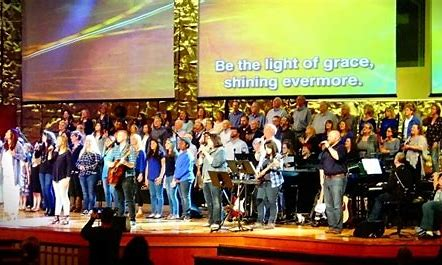 Be the light of grace,
shining evermore.